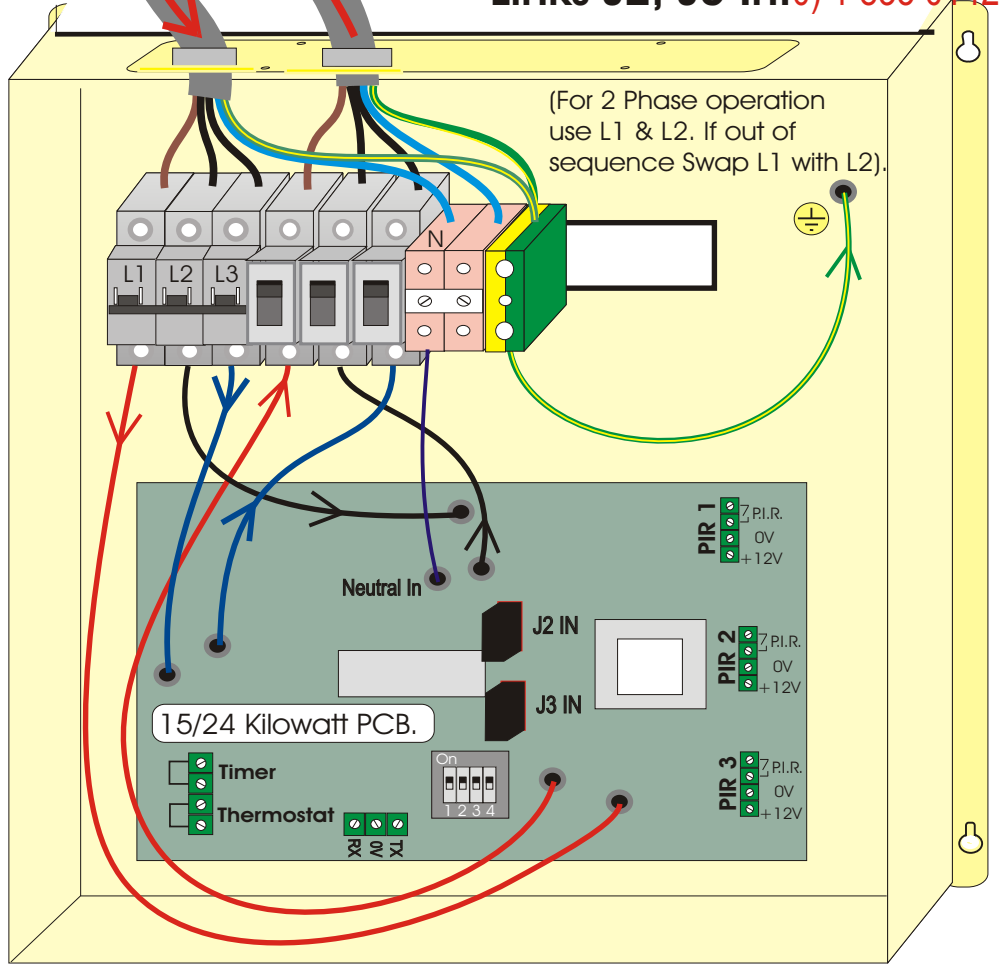 (For 2 Phase operation
use L1 & L2. If out of
sequence Swap L1 with L2).
N
L1 L2 L3
PIR 1
P.I.R.
0V
+12V
Neutral In
J2 IN
PIR 2
P.I.R.
0V
+12V
J3 IN
15/24 Kilowatt PCB.
On
1 2 3 4
Timer
Thermostat
RX 0V TX
PIR 3
P.I.R.
0V
+12V